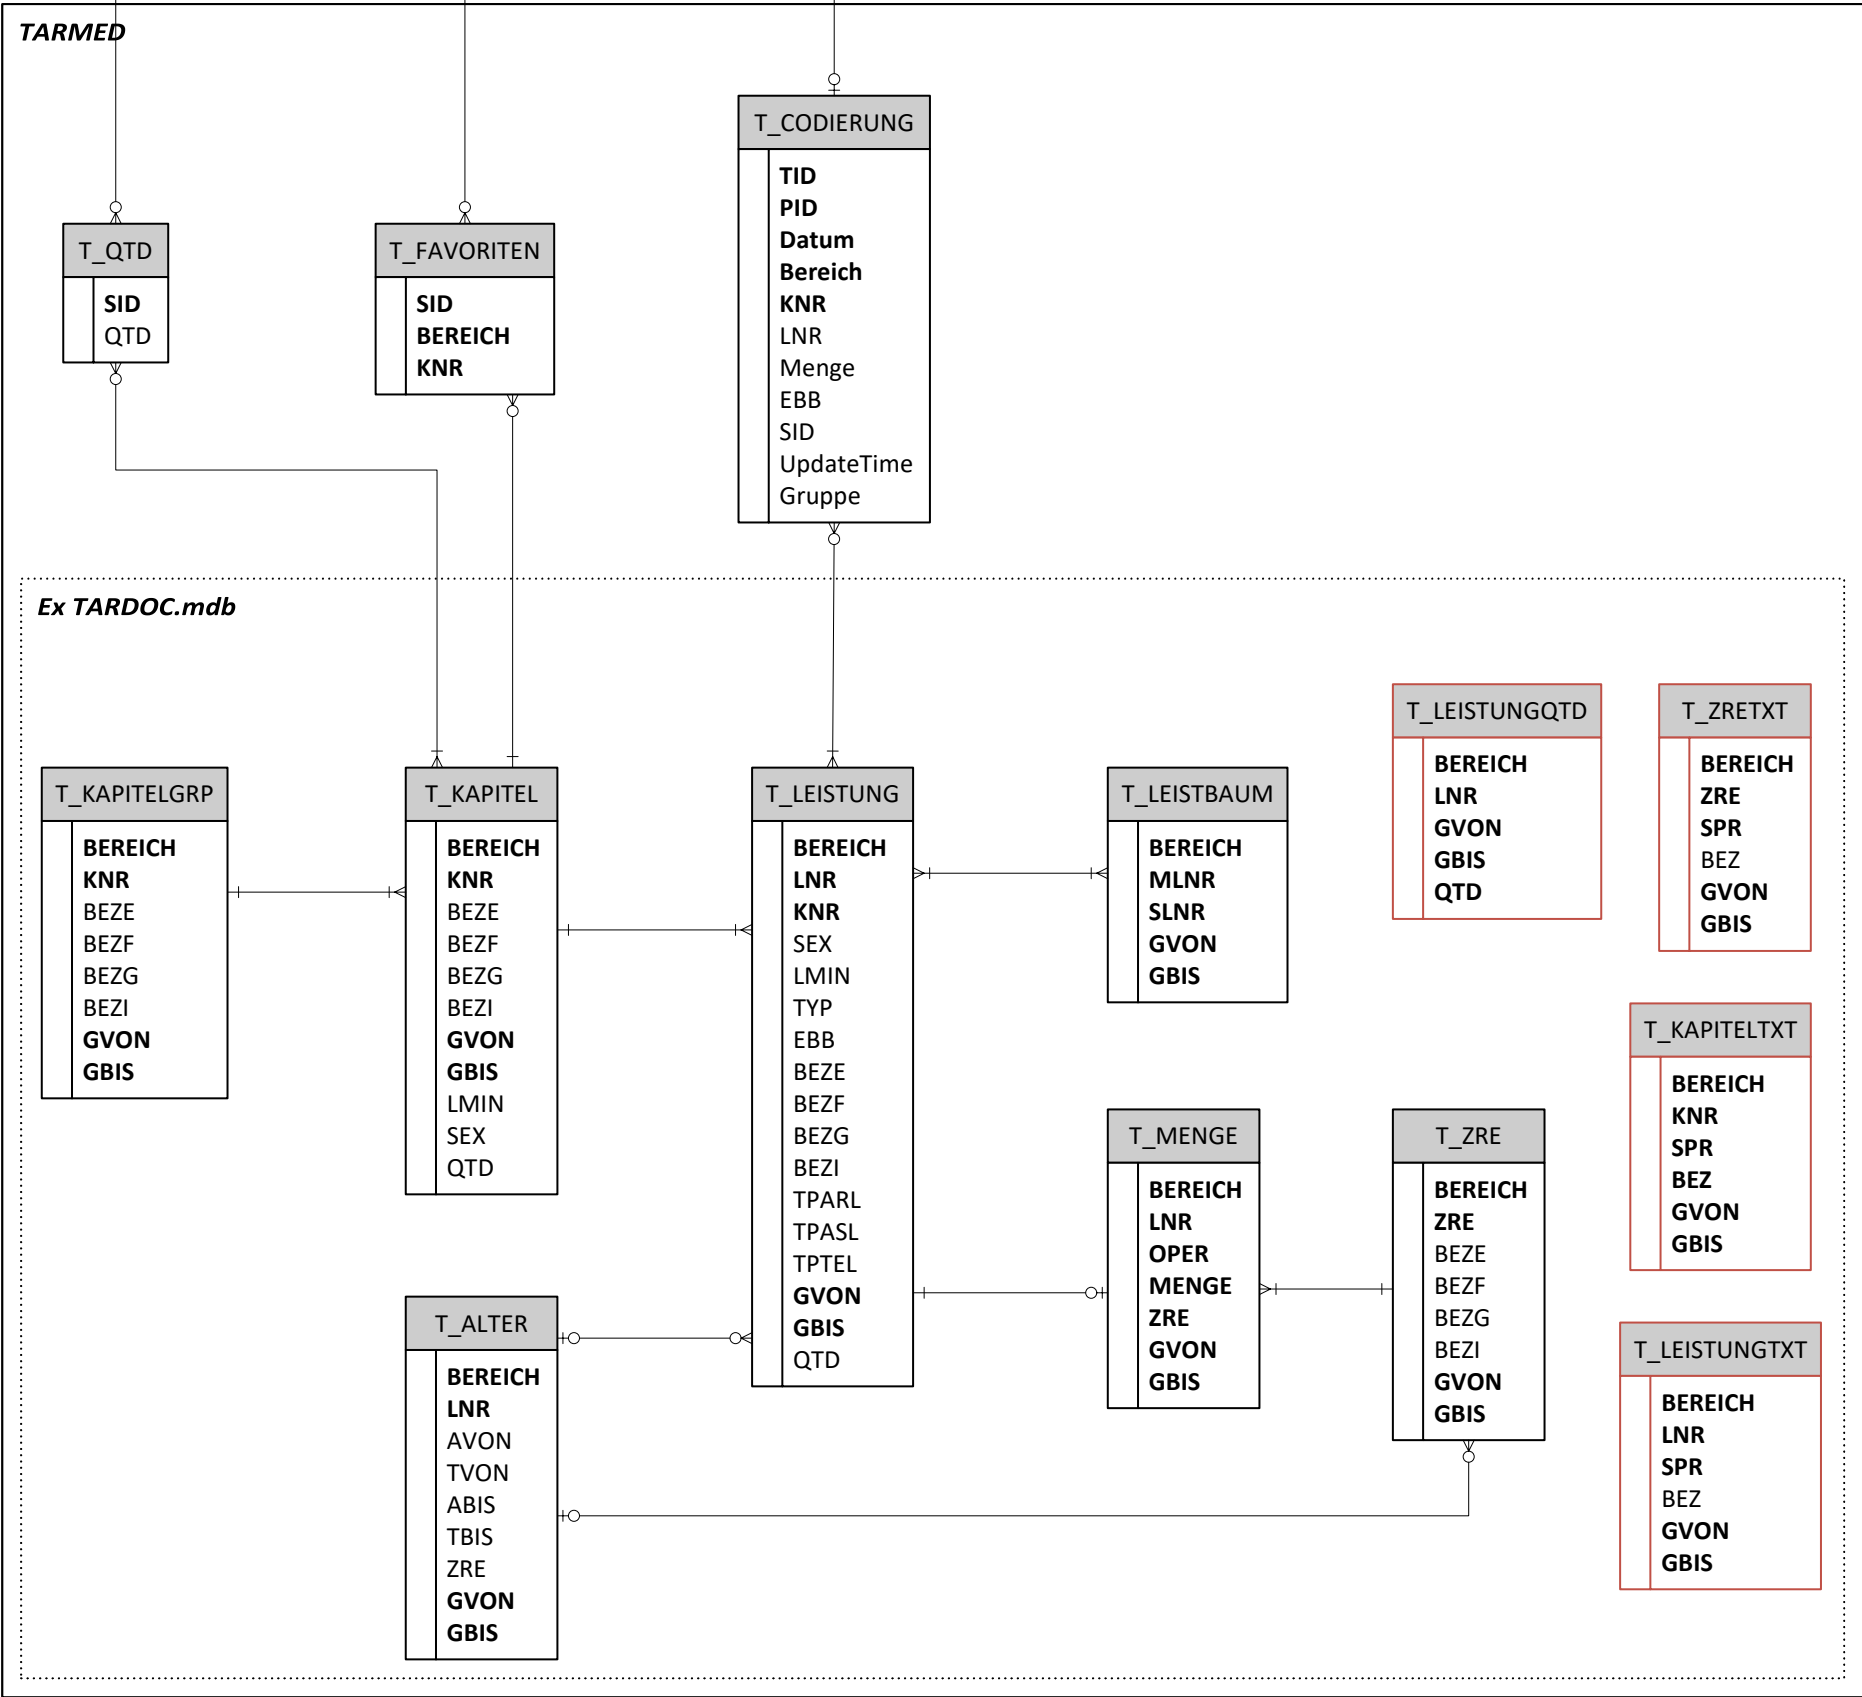 TARMED
T_CODIERUNG
TID
PID
Datum
Bereich
KNR
LNR
Menge
EBB
SID
UpdateTime
Gruppe
T_QTD
SID
QTD
T_FAVORITEN
SID
BEREICH
KNR
Ex TARDOC.mdb
T_KAPITELGRP
BEREICH
KNR
BEZE
BEZF
BEZG
BEZI
GVON
GBIS
T_KAPITEL
BEREICH
KNR
BEZE
BEZF
BEZG
BEZI
GVON
GBIS
LMIN
SEX
QTD
T_LEISTUNG
BEREICH
LNR
KNR
SEX
LMIN
TYP
EBB
BEZE
BEZF
BEZG
BEZI
TPARL
TPASL
TPTEL
GVON
GBIS
QTD
T_LEISTBAUM
BEREICH
MLNR
SLNR
GVON
GBIS
T_LEISTUNGQTD
BEREICH
LNR
GVON
GBIS
QTD
T_ZRETXT
BEREICH
ZRE
SPR
BEZ
GVON
GBIS
T_KAPITELTXT
BEREICH
KNR
SPR
BEZ
GVON
GBIS
T_MENGE
BEREICH
LNR
OPER
MENGE
ZRE
GVON
GBIS
T_ZRE
BEREICH
ZRE
BEZE
BEZF
BEZG
BEZI
GVON
GBIS
T_ALTER
BEREICH
LNR
AVON
TVON
ABIS
TBIS
ZRE
GVON
GBIS
T_LEISTUNGTXT
BEREICH
LNR
SPR
BEZ
GVON
GBIS